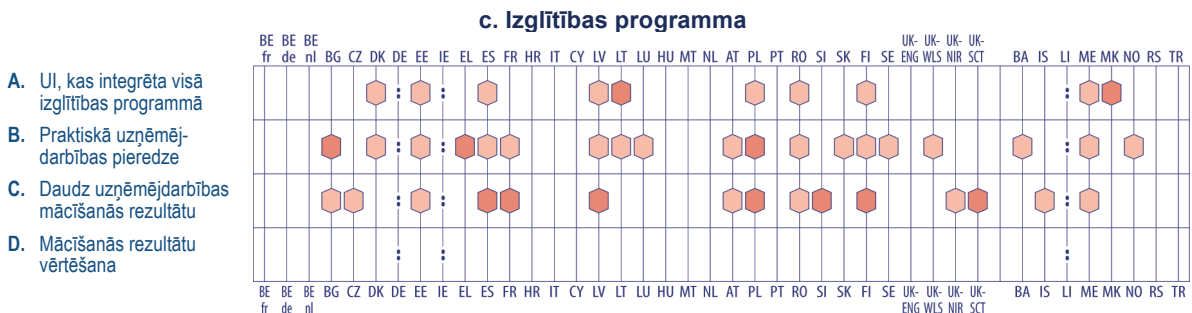 c. Izglītības programma
BE BE BE UK- UK- UK- UK-
fr de nl BG CZ DK DE EE IE EL ES FR HR IT CY LV LT LU HU MT NL AT PL PT RO SI SK FI SE ENG WLS NIR SCT BA IS LI ME MK NO RS TR
A. UI, kas integrēta visā
izglītības programmā
B. Praktiskā uzņēmēj-
darbības pieredze
C. Daudz uzņēmējdarbības
mācīšanās rezultātu
D. Mācīšanās rezultātu
vērtēšana
BE BE BE BG CZ DK DE EE IE EL ES FR HR IT CY LV LT LU HU MT NL AT PL PT RO SI SK FI SE UK- UK- UK- UK- BA IS LI ME MK NO RS TR
fr de nl ENG WLS NIR SCT